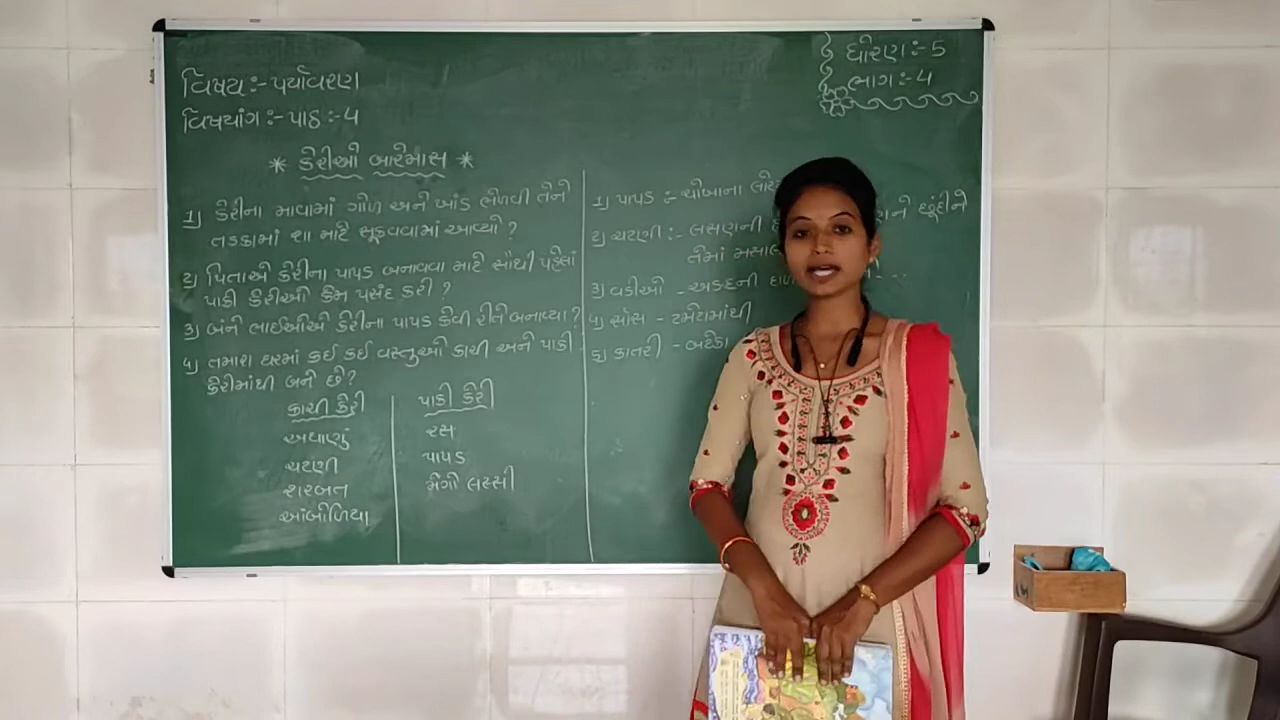 વિષય:- પર્યાવરણ
વિષયાંગ:- પાઠ:-4
ધોરણ:-5
ભાગ:-4
* કેરીઓ બારેમાસ *
1) કેરીના માવામાં ગોળ અને ખાંડ ભેળવી તેને
તડકામાં શા માટે સૂકવવામાં આવ્યો ?
2) પિતાએ કેરીના પાપડ બનાવવા માટે સૌથી પહેલાં
પાકી કેરીઓ કેમ પસંદ કરી ?
3) બંને ભાઈઓએ કેરીના પાપડ કેવી રીતે બનાવ્યા ?
4) તમારા ઘરમાં કઈ કઈ વસ્તુઓ કાચી અને પાકી
કેરીમાંથી બને છે?
કાચી કેરી
અથાણું
ચટણી
શરબત
આંબોળિયા
પાકી કેરી
રસ
પાપડ
મેંગો લસ્સી
1) પાપડ :- ચોખાના
2) ચટણી :- લસણની છૂંદીને
તેમાં
3) વડીઓ - અડદની
4) સોસ - ટમેટામાંથી
5) કાતરી - બટેકા